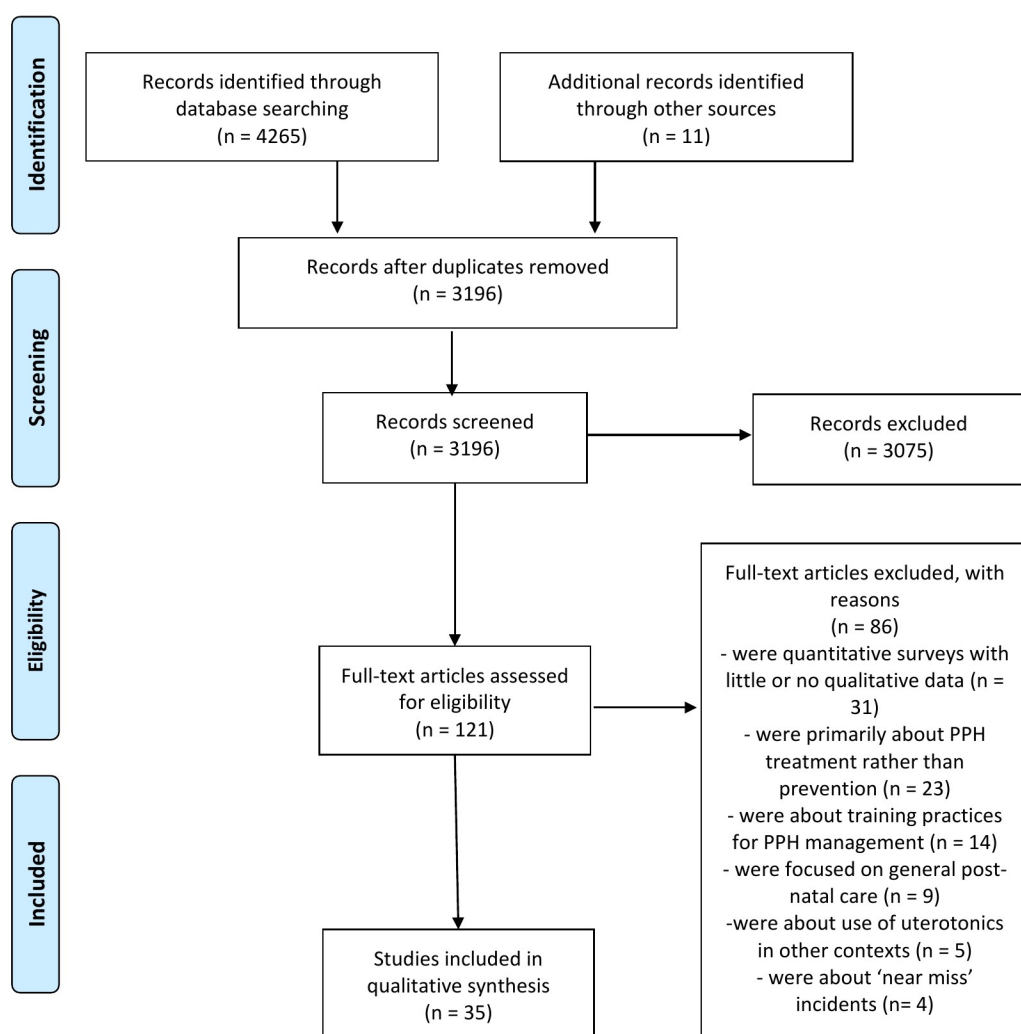 Identification
Records identified through
database searching
(n = 4265)
Additional records identified
through other sources
(n = 11)
Records after duplicates removed
(n = 3196)
Screening
Records screened
(n = 3196)
Records excluded
(n = 3075)
Eligibility
Full-text articles assessed
for eligibility
(n = 121)
Full-text articles excluded, with
reasons
(n = 86)
- were quantitative surveys with
little or no qualitative data (n =
31)
- were primarily about PPH
treatment rather than
prevention (n = 23)
- were about training practices
for PPH management (n = 14)
- were focused on general post-
natal care (n = 9)
-were about use of uterotonics
in other contexts (n = 5)
- were about ‘near miss’
incidents (n= 4)
Included
Studies included in
qualitative synthesis
(n = 35)